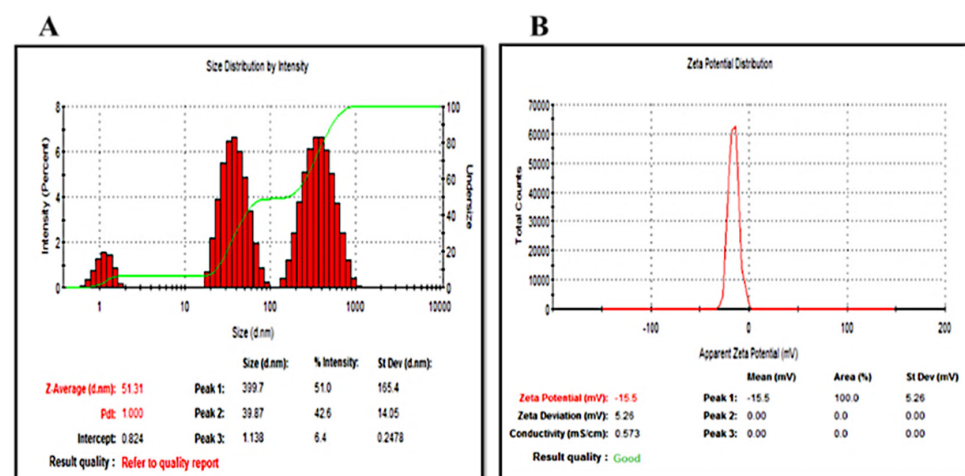 A
B
Size Distribution by Intensity
8
6
4
2
0
100
80
60
40
20
0
Intensity (Percent)
Undersize
1
10
100
1000
10000
Size (d.nm)
Size (d.nm): % Intensity: St Dev (d.nm):
Z-Average (d.nm): 51.31 Peak 1: 399.7 51.0 165.4
PdI: 1.000 Peak 2: 39.87 42.6 14.05
Intercept: 0.824 Peak 3: 1.138 6.4 0.2478
Result quality : Refer to quality report
Zeta Potential Distribution
70000
60000
50000
40000
30000
20000
10000
0
Total Counts
-100
0
100
200
Apparent Zeta Potential (mV)
Mean (mV) Area (%) St Dev (mV)
Zeta Potential (mV): -15.5 Peak 1: -15.5 100.0 5.26
Zeta Deviation (mV): 5.26 Peak 2: 0.00 0.0 0.00
Conductivity (mS/cm): 0.573 Peak 3: 0.00 0.0 0.00
Result quality : Good